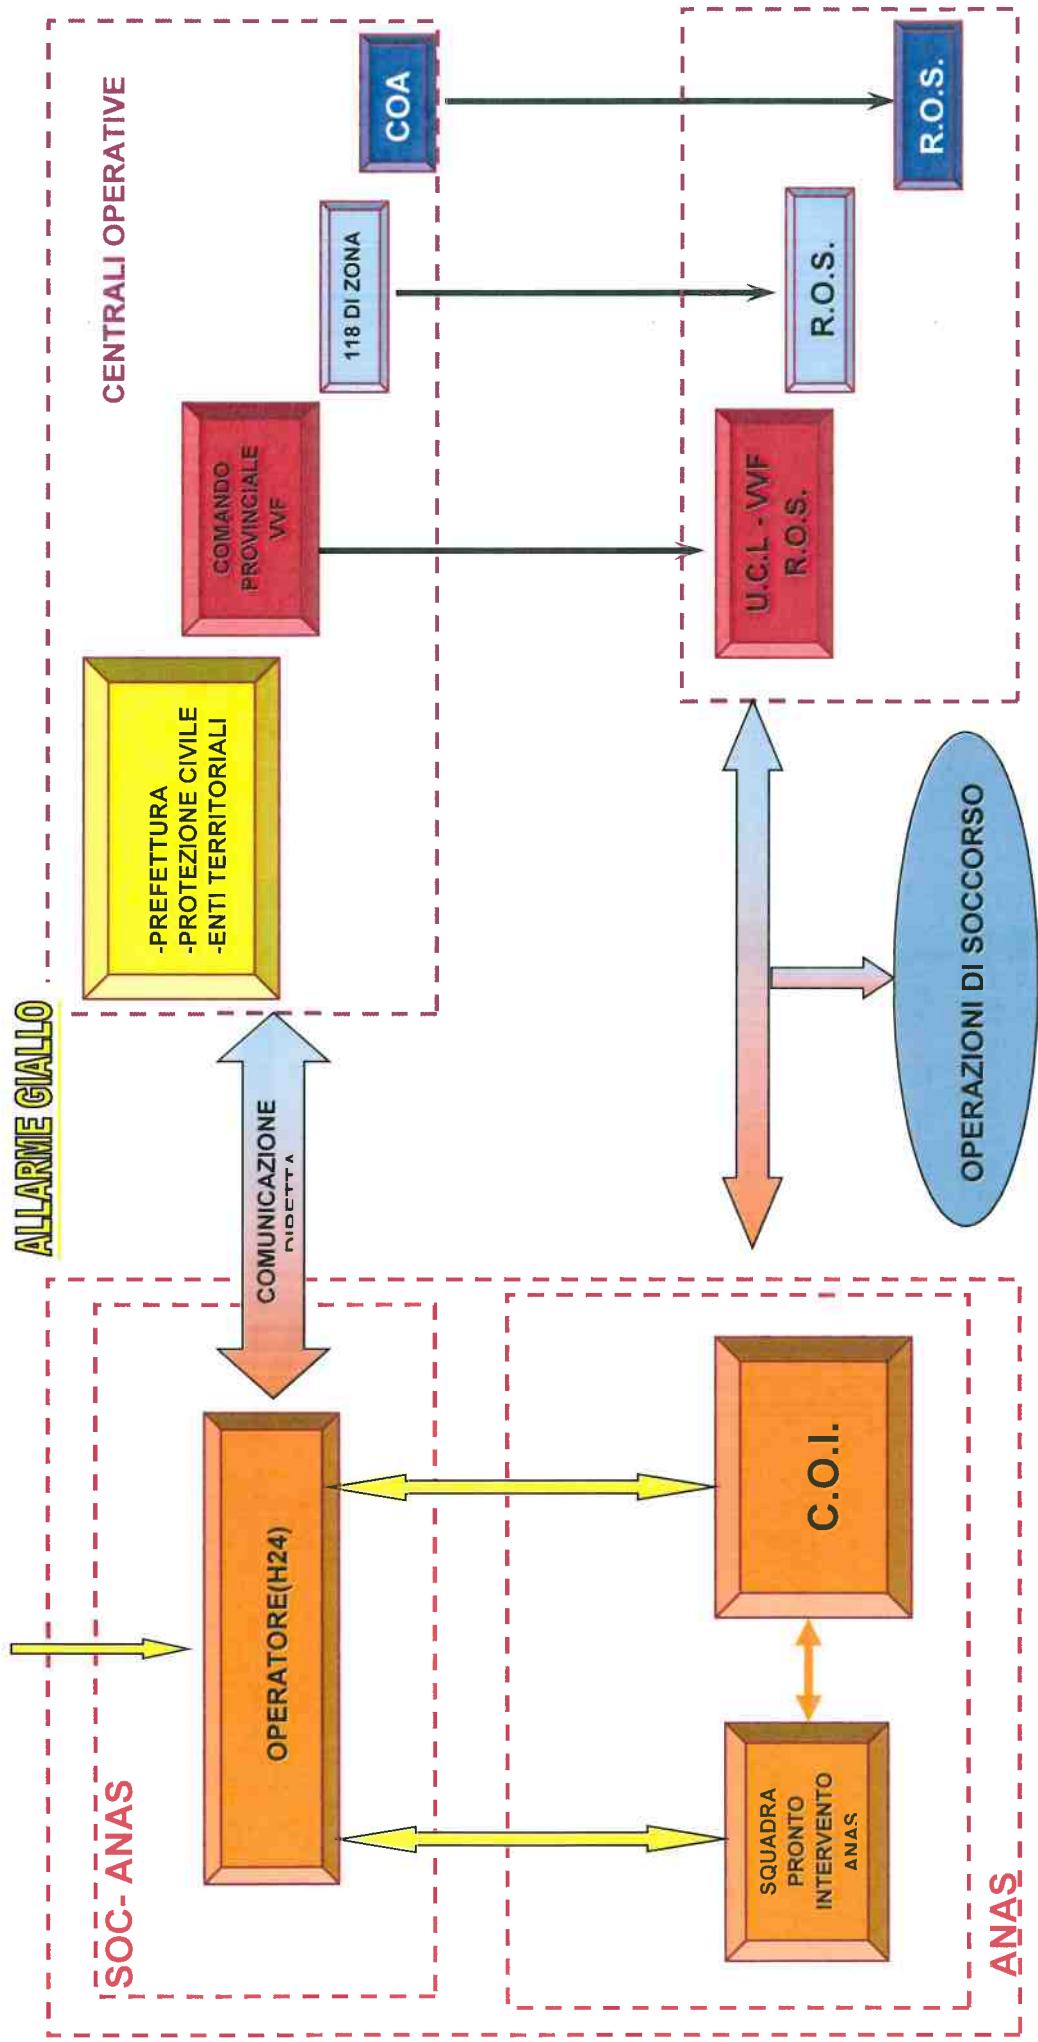 ALLARME GIALLO
SOC- ANAS
OPERATORE(H24)
COMUNICAZIONE
DIRETTA
CENTRALI OPERATIVE
-PREFETTURA
-PROTEZIONE CIVILE
-ENTI TERRITORIALI
COMANDO
PROVINCIALE
VVF
118 DI ZONA
COA
SQUADRA
PRONTO
INTERVENTO
ANAS
C.O.I.
ANAS
U.C.L - VVF
R.O.S.
R.O.S.
R.O.S.
OPERAZIONI DI SOCCORSO